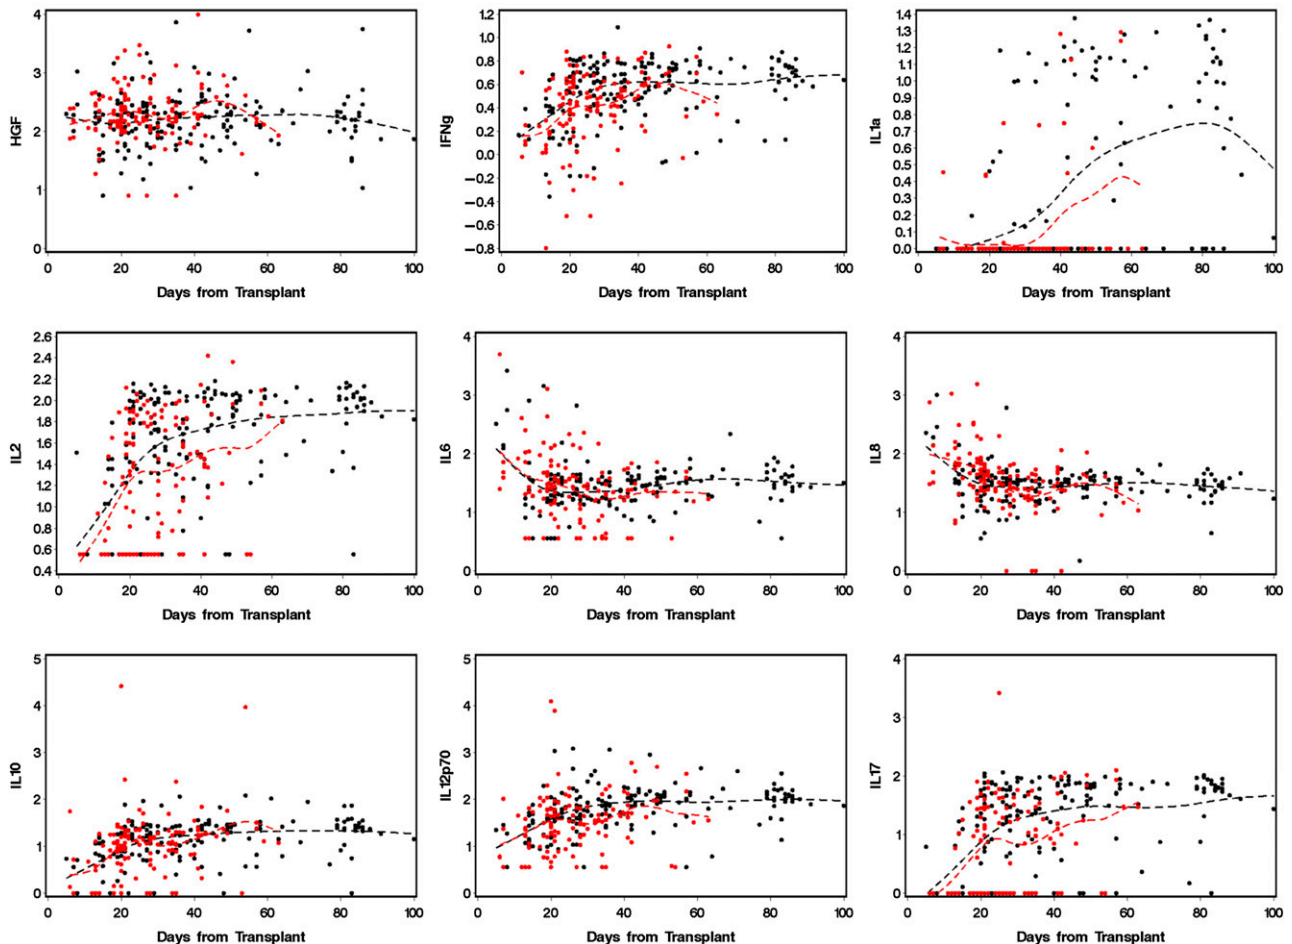 HGF
4
3
2
1
0
0 20 40 60 80 100
Days from Transplant
IFNg
1.2
1.0
0.8
0.6
0.4
0.2
0.0
−0.2
−0.4
−0.6
−0.8
0 20 40 60 80 100
Days from Transplant
IL1a
1.4
1.3
1.2
1.1
1.0
0.9
0.8
0.7
0.6
0.5
0.4
0.3
0.2
0.1
0.0
0 20 40 60 80 100
Days from Transplant
IL2
2.6
2.4
2.2
2.0
1.8
1.6
1.4
1.2
1.0
0.8
0.6
0.4
0 20 40 60 80 100
Days from Transplant
IL6
4
3
2
1
0
0 20 40 60 80 100
Days from Transplant
IL8
4
3
2
1
0
0 20 40 60 80 100
Days from Transplant
IL10
5
4
3
2
1
0
0 20 40 60 80 100
Days from Transplant
IL12p70
5
4
3
2
1
0
0 20 40 60 80 100
Days from Transplant
IL17
4
3
2
1
0
0 20 40 60 80 100
Days from Transplant